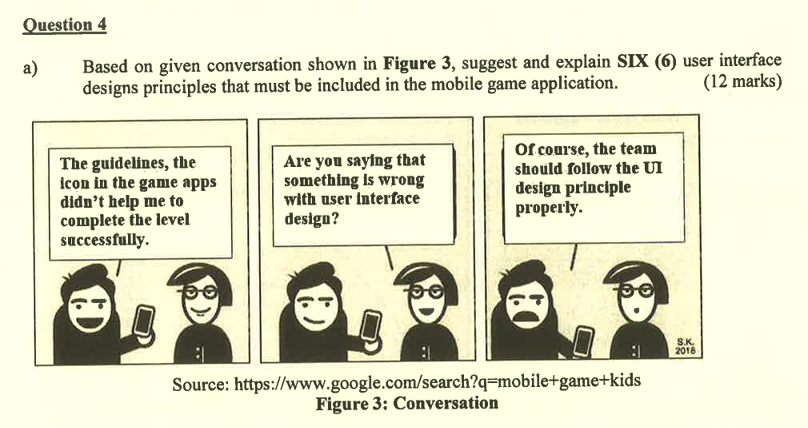 Question 4
a) Based on given conversation shown in Figure 3, suggest and explain SIX (6) user interface
designs principles that must be included in the mobile game application. (12 marks)
The guidelines, the
icon in the game apps
didn't help me to
complete the level
successfully.
Are you saying that
something is wrong
with user interface
design?
Of course, the team
should follow the UI
design principle
properly.
S.K.
2016
Source: https://www.google.com/search?q=mobile+game+kids
Figure 3: Conversation